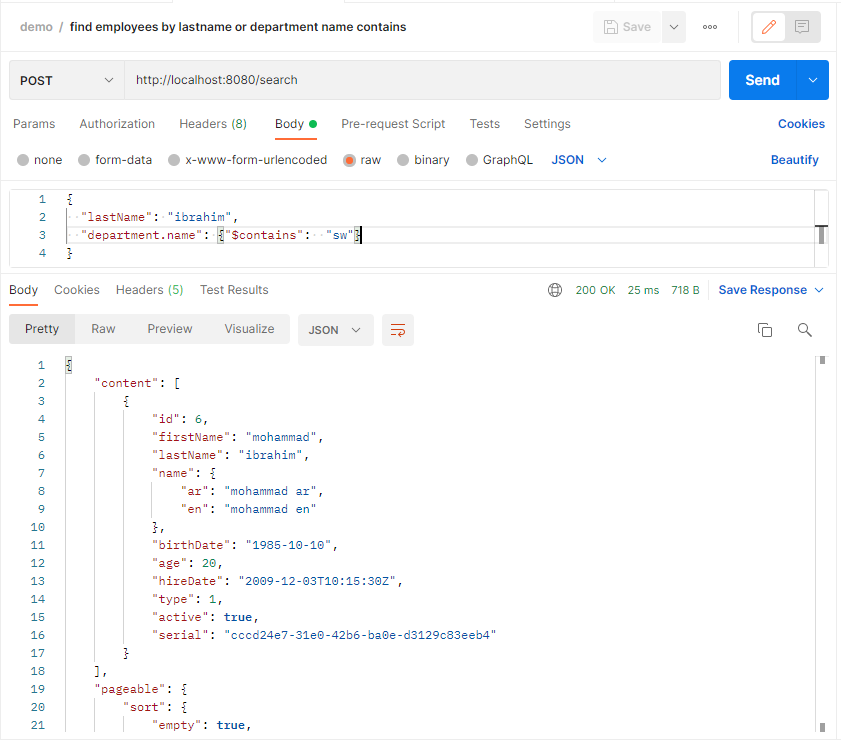 demo / find employees by lastname or department name contains
Save
POST http://localhost:8080/search Send
Params Authorization Headers (8) Body Pre-request Script Tests Settings Cookies
none form-data x-www-form-urlencoded raw binary GraphQL JSON Beautify
1 {
2 "lastName": "ibrahim",
3 "department.name": {"$contains": "sw"}
4 }
Body Cookies Headers (5) Test Results 200 OK 25 ms 718 B Save Response
Pretty Raw Preview Visualize JSON
1 {
2 "content": [
3 {
4 "id": 6,
5 "firstName": "mohammad",
6 "lastName": "ibrahim",
7 "name": {
8 "ar": "mohammad ar",
9 "en": "mohammad en"
10 },
11 "birthDate": "1985-10-10",
12 "age": 20,
13 "hireDate": "2009-12-03T10:15:30Z",
14 "type": 1,
15 "active": true,
16 "serial": "cccd24e7-31e0-42b6-ba0e-d3129c83eeb4"
17 }
18 ],
19 "pageable": {
20 "sort": {
21 "empty": true,